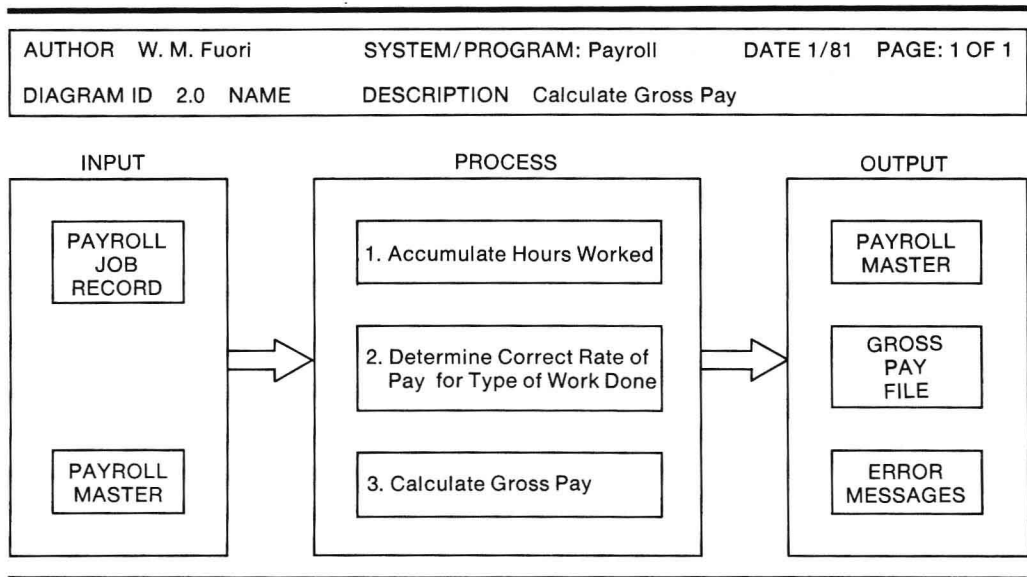 AUTHOR W. M. Fuori SYSTEM/PROGRAM: Payroll DATE 1/81 PAGE: 1 OF 1
DIAGRAM ID 2.0 NAME DESCRIPTION Calculate Gross Pay
INPUT
PAYROLL
JOB
RECORD
PAYROLL
MASTER
PROCESS
1. Accumulate Hours Worked
2. Determine Correct Rate of
Pay for Type of Work Done
3. Calculate Gross Pay
OUTPUT
PAYROLL
MASTER
GROSS
PAY
FILE
ERROR
MESSAGES